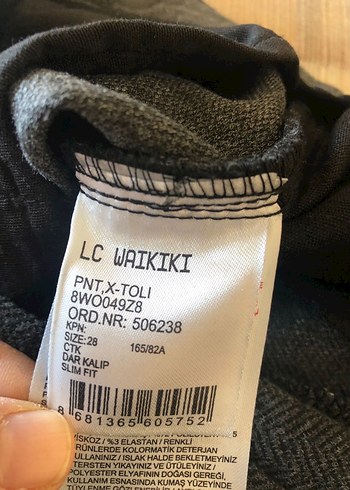 LC WAIKIKI
PNT,X-TOLI
8WO049Z8
ORD.NR: 506238
KPN:
SIZE:28 165/82A
CTK
DAR KALIP
SLIM FIT
8 681365 605752
VİSKOZ / %3 ELASTAN / RENKLİ
ÜRÜNLERDE KOLORMATİK DETERJAN
KULLANINIZ / ISLAK HALDE BEKLETMEYİNİZ
TERSTEN YIKAYINIZ VE ÜTÜLEYİNİZ /
POLYESTER ELYAFININ DOĞASI GEREĞİ,
KULLANIM ESNASINDA KUMAŞ YÜZEYİNDE